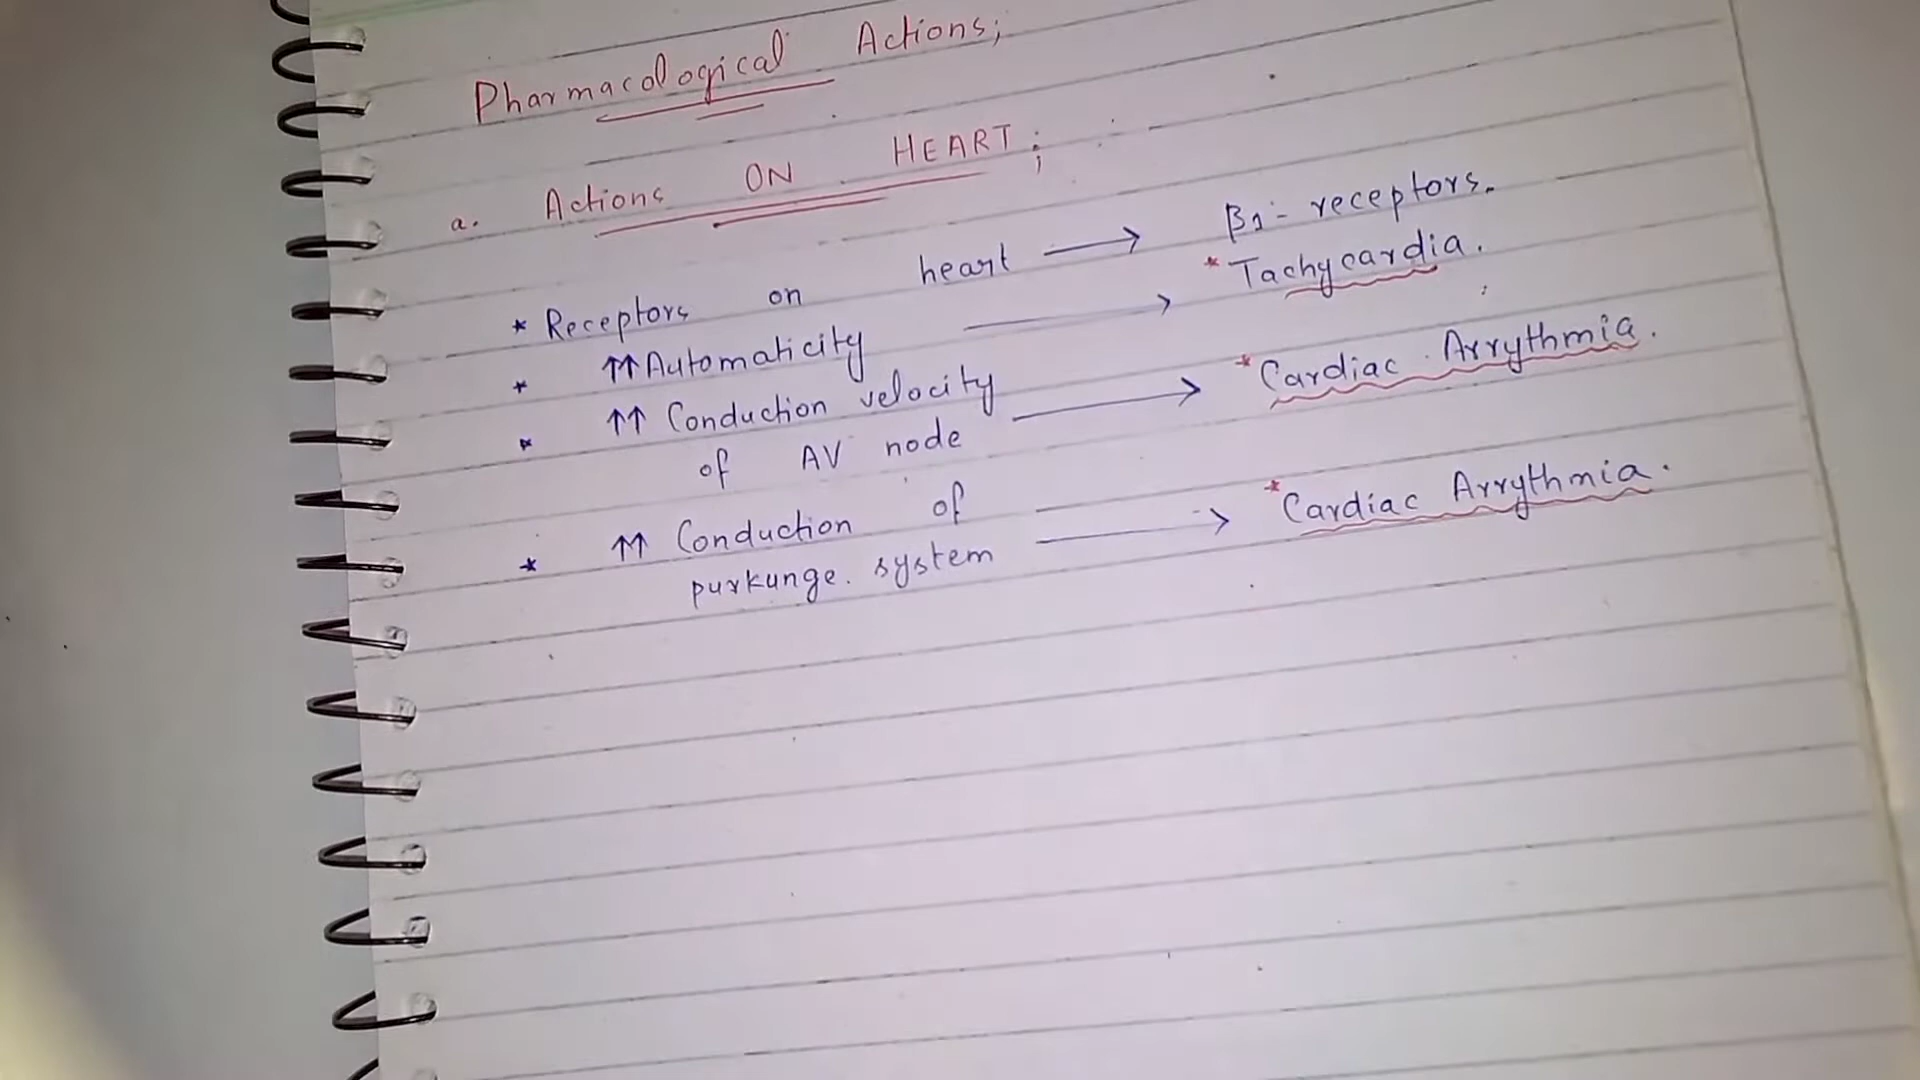 Pharmacological Actions;
a. Actions ON HEART;
* Receptors on heart → β1- receptors.
* ↑↑ Automaticity → * Tachycardia.
* ↑↑ Conduction velocity → * Cardiac Arrythmia.
of AV node
* ↑↑ Conduction of → * Cardiac Arrythmia.
purkunge. system